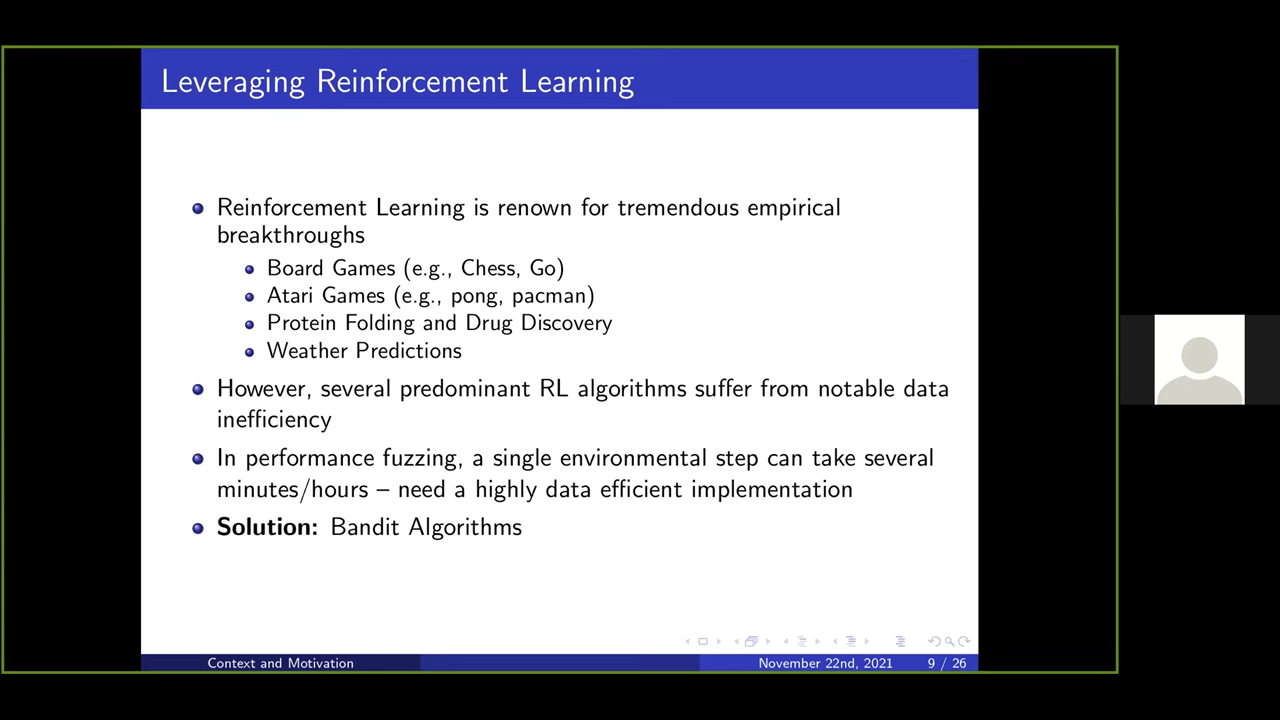 Leveraging Reinforcement Learning
Reinforcement Learning is renown for tremendous empirical
breakthroughs
Board Games (e.g., Chess, Go)
Atari Games (e.g., pong, pacman)
Protein Folding and Drug Discovery
Weather Predictions
However, several predominant RL algorithms suffer from notable data
inefficiency
In performance fuzzing, a single environmental step can take several
minutes/hours – need a highly data efficient implementation
Solution: Bandit Algorithms
Context and Motivation
November 22nd, 2021
9 / 26